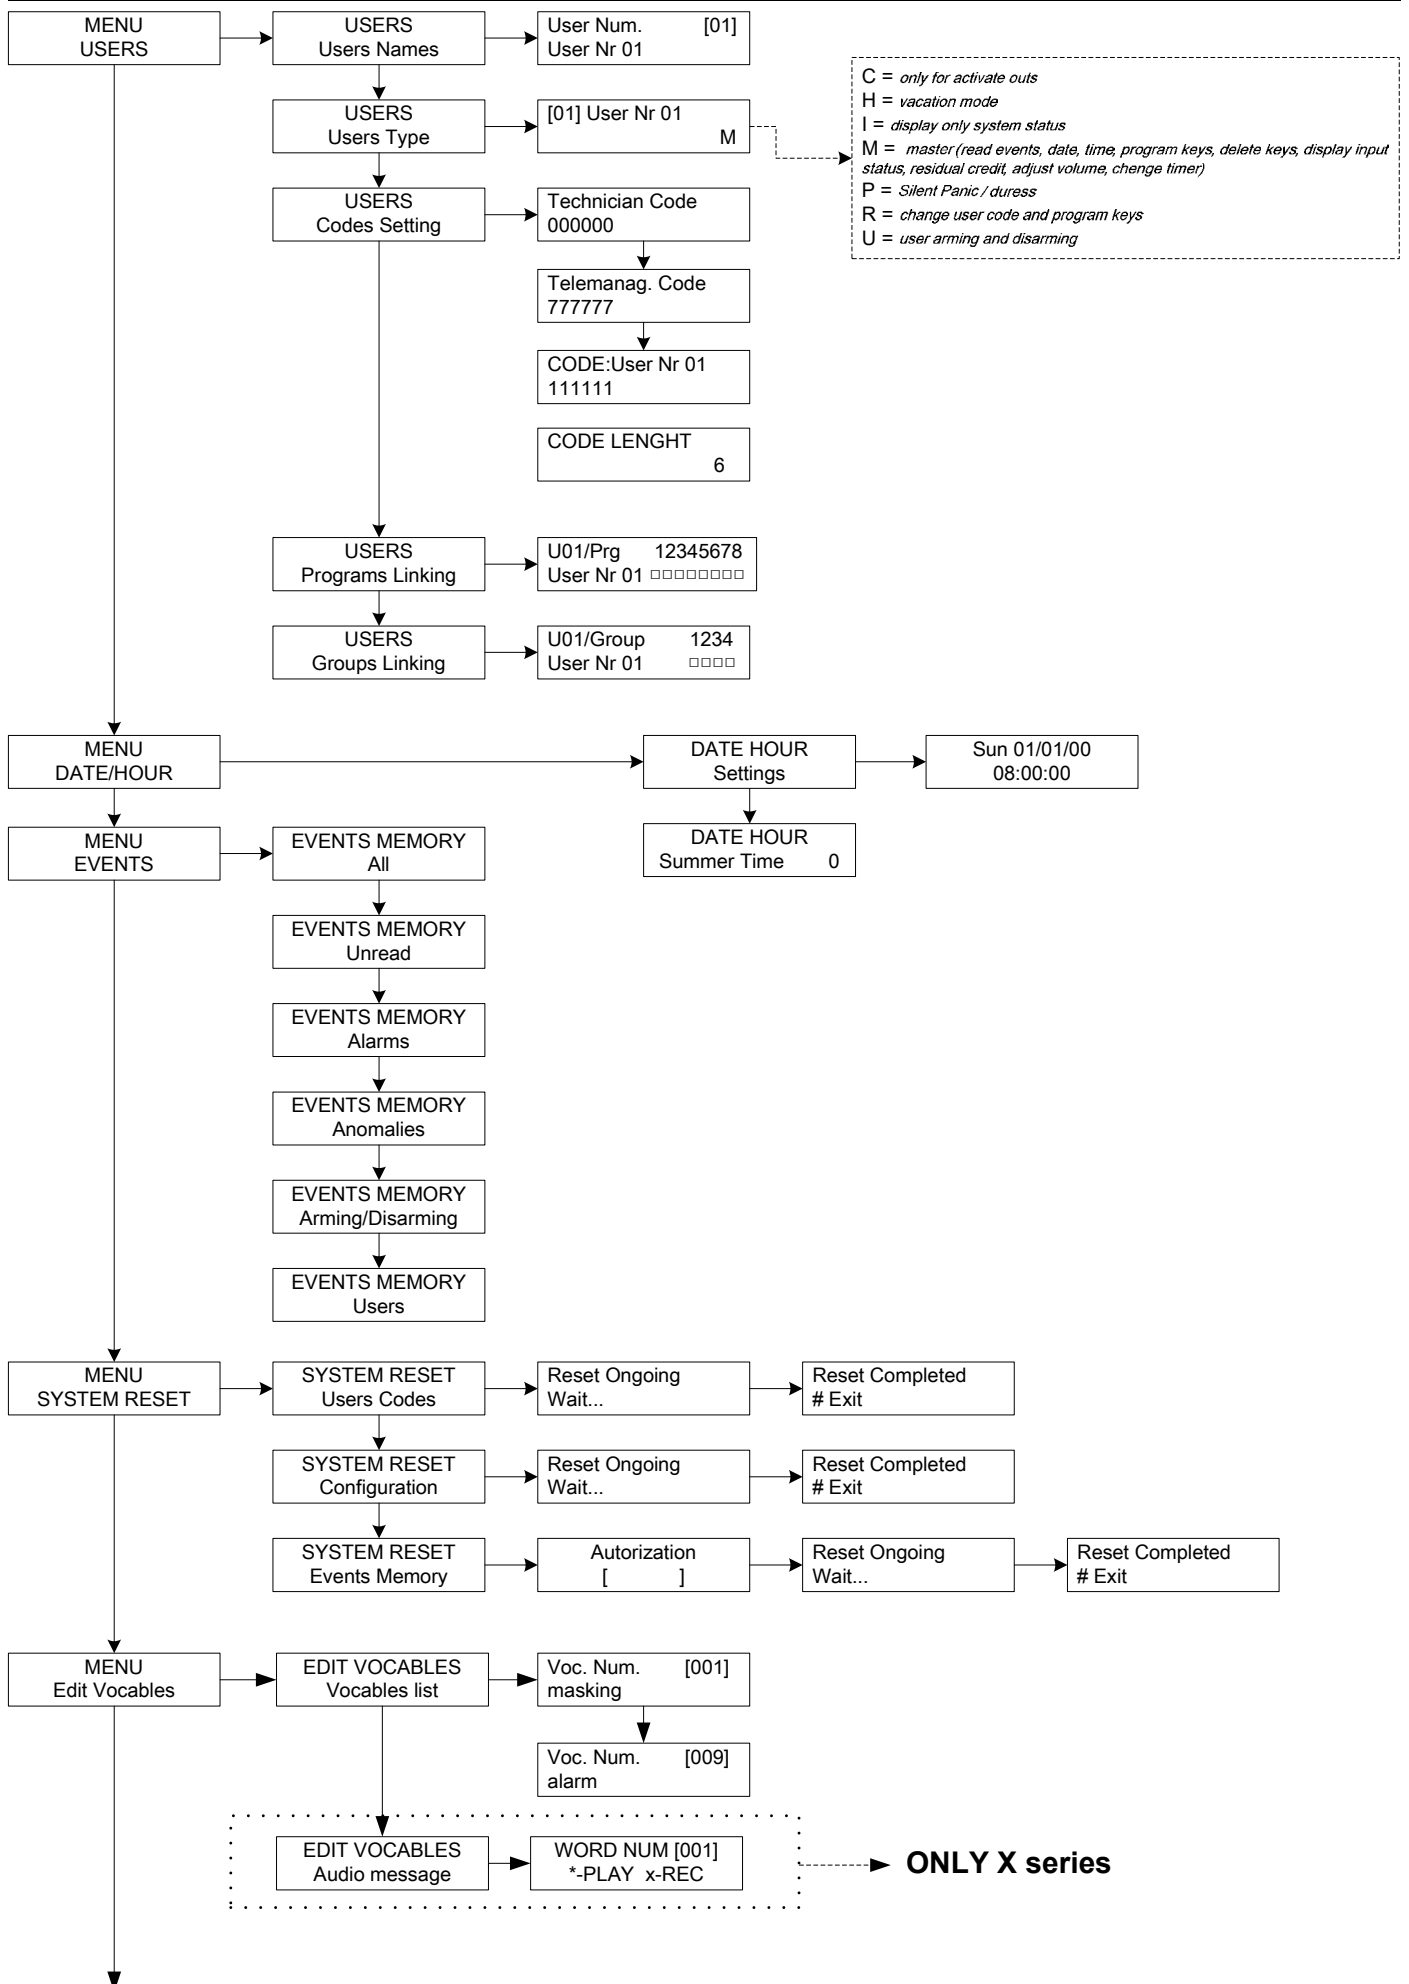 MENU
USERS
USERS
Users Names
User Num. [01]
User Nr 01
USERS
Users Type
[01] User Nr 01
M
C = only for activate outs
H = vacation mode
I = display only system status
M = master (read events, date, time, program keys, delete keys, display input
status, residual credit, adjust volume, chenge timer)
P = Silent Panic / duress
R = change user code and program keys
U = user arming and disarming
USERS
Codes Setting
Technician Code
000000
Telemanag. Code
777777
CODE:User Nr 01
111111
CODE LENGHT
6
USERS
Programs Linking
U01/Prg 12345678
User Nr 01 □□□□□□□□
USERS
Groups Linking
U01/Group 1234
User Nr 01 □□□□
MENU
DATE/HOUR
DATE HOUR
Settings
Sun 01/01/00
08:00:00
DATE HOUR
Summer Time 0
MENU
EVENTS
EVENTS MEMORY
All
EVENTS MEMORY
Unread
EVENTS MEMORY
Alarms
EVENTS MEMORY
Anomalies
EVENTS MEMORY
Arming/Disarming
EVENTS MEMORY
Users
MENU
SYSTEM RESET
SYSTEM RESET
Users Codes
Reset Ongoing
Wait...
Reset Completed
# Exit
SYSTEM RESET
Configuration
Reset Ongoing
Wait...
Reset Completed
# Exit
SYSTEM RESET
Events Memory
Autorization
[ ]
Reset Ongoing
Wait...
Reset Completed
# Exit
MENU
Edit Vocables
EDIT VOCABLES
Vocables list
Voc. Num. [001]
masking
Voc. Num. [009]
alarm
EDIT VOCABLES
Audio message
WORD NUM [001]
*-PLAY x-REC
ONLY X series